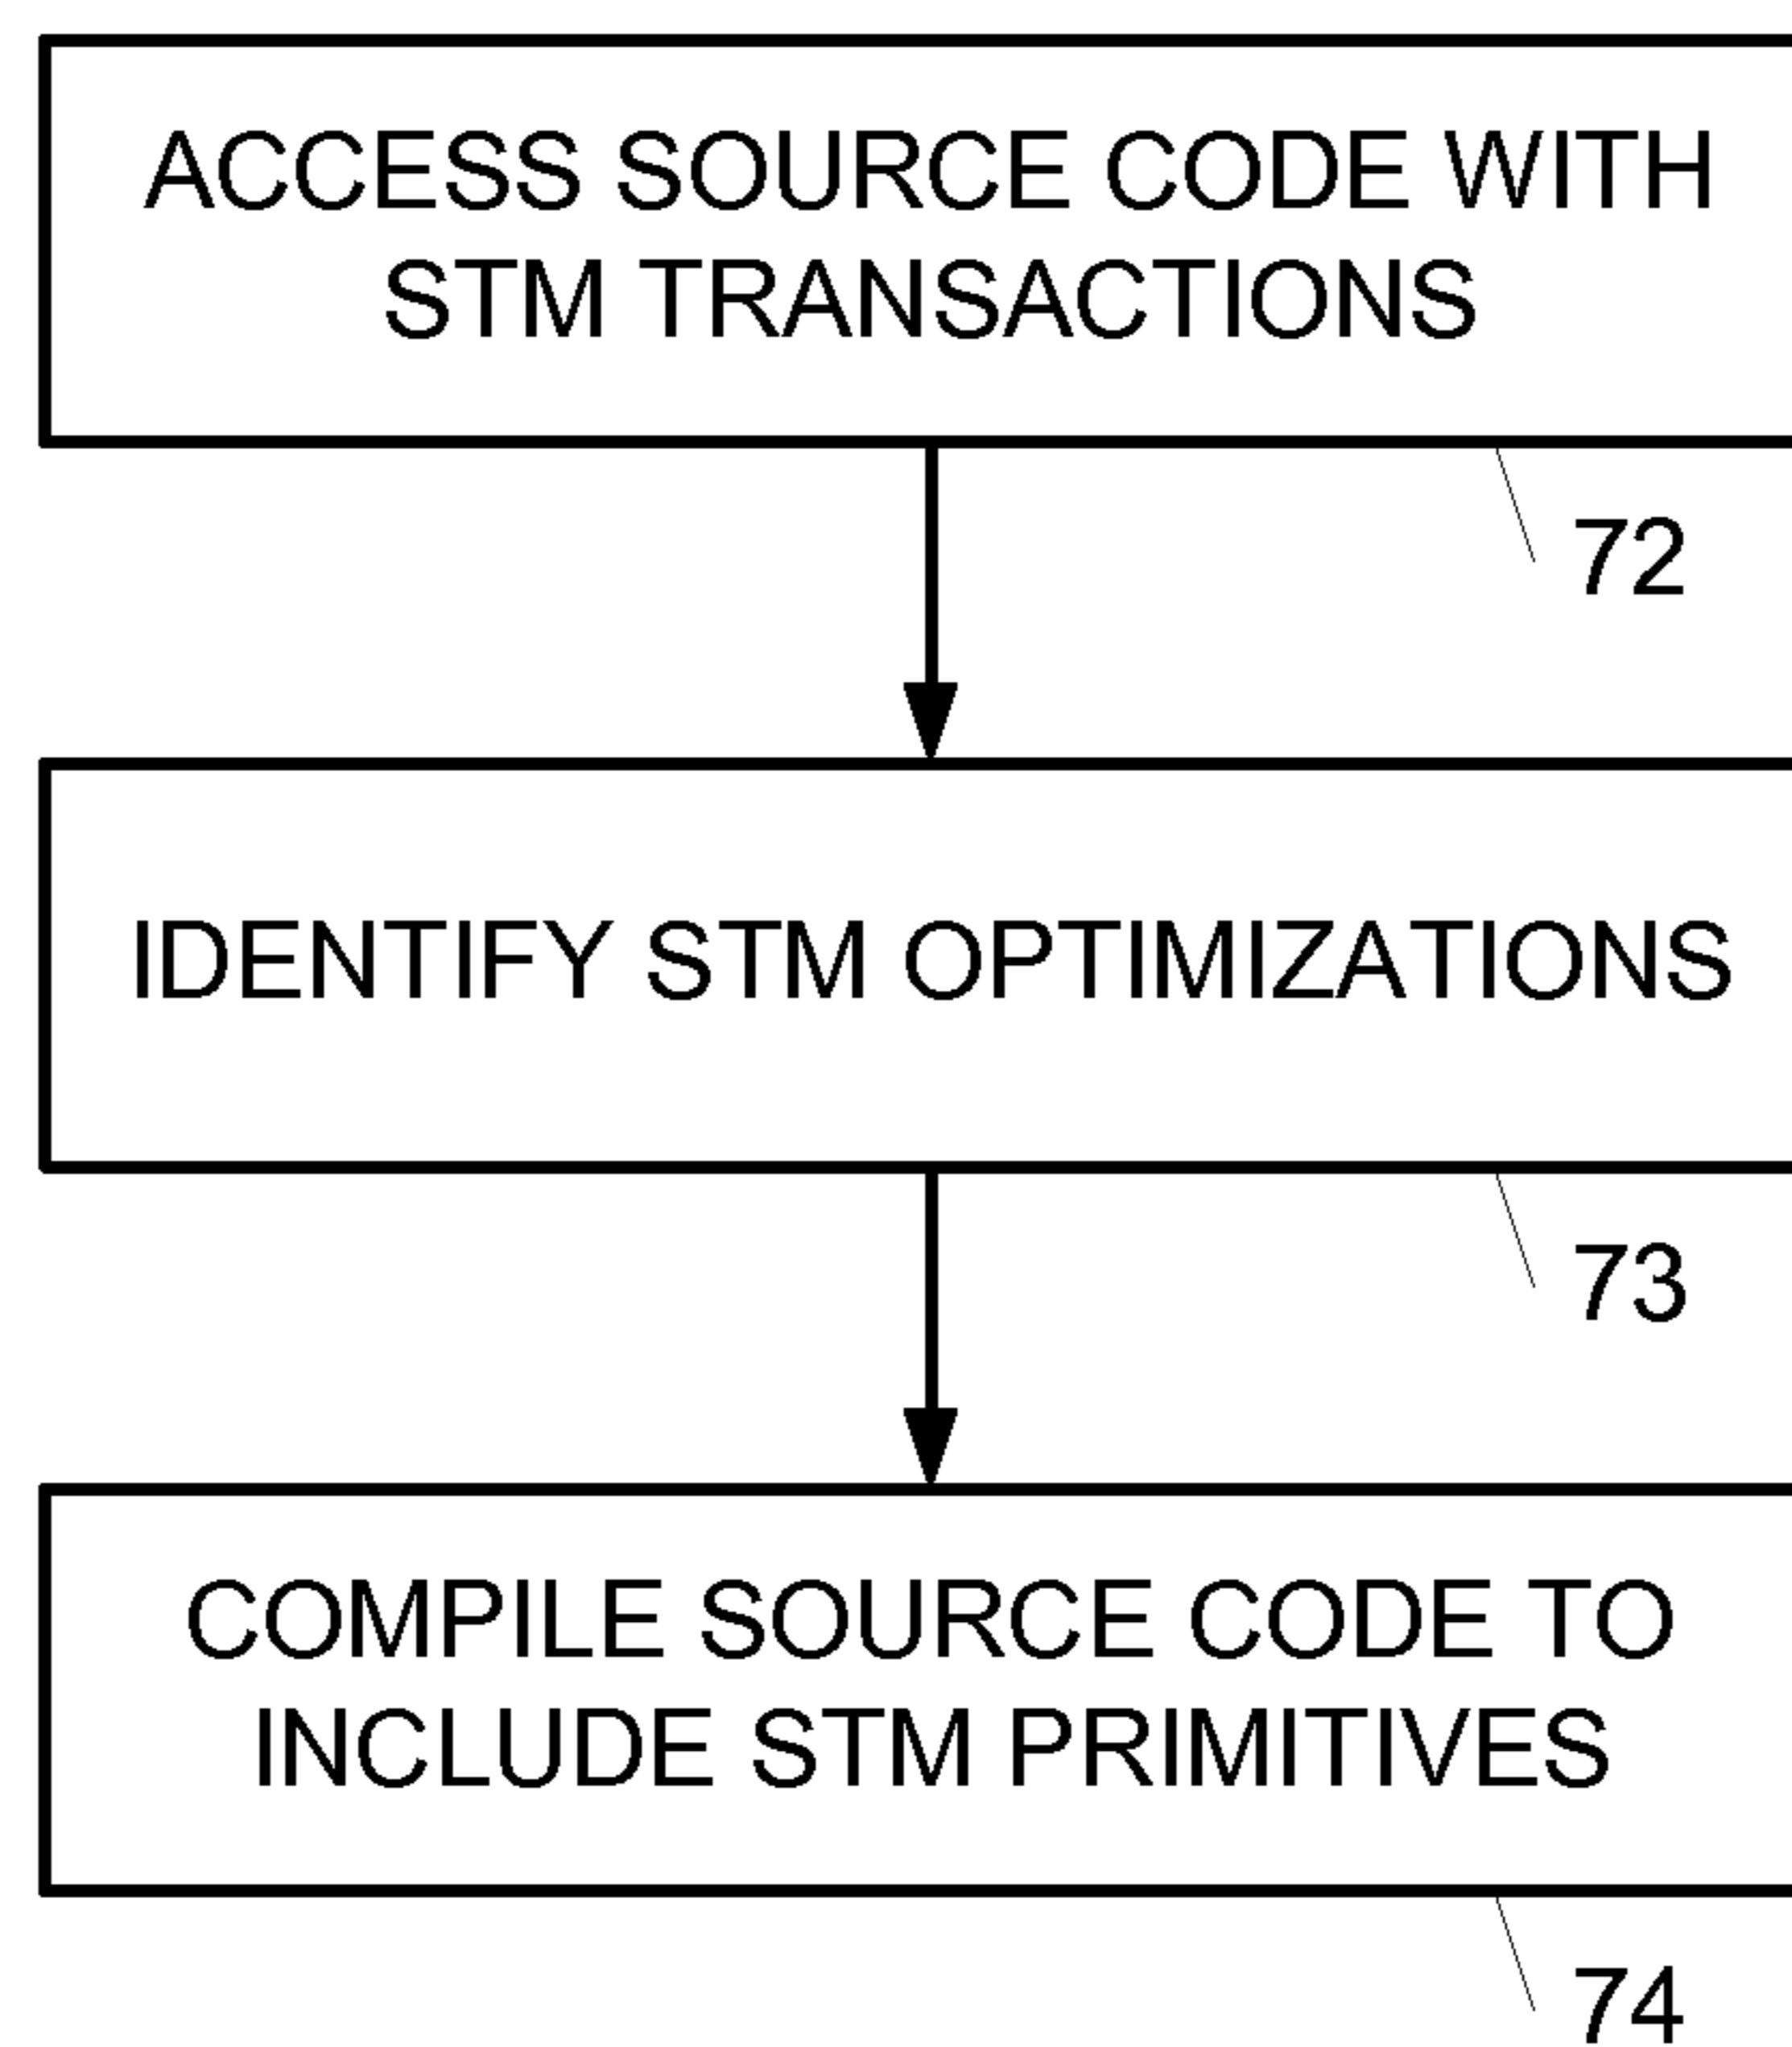 ACCESS SOURCE CODE WITH
STM TRANSACTIONS
72
IDENTIFY STM OPTIMIZATIONS
73
COMPILE SOURCE CODE TO
INCLUDE STM PRIMITIVES
74